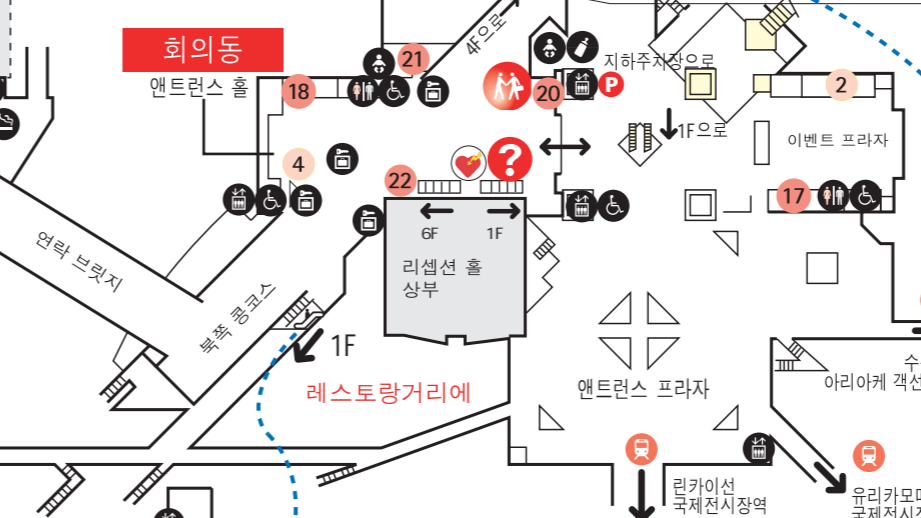 회의동
앤트런스 홀
4F으로
지하주차장으로
P
21
18
20
2
1F으로
이벤트 프라자
4
?
22
17
6F
1F
리셉션 홀
상부
연락 브릿지
북쪽 콩코스
1F
레스토랑거리에
앤트런스 프라자
아리아케 객선
린카이선
국제전시장역
유리카모메